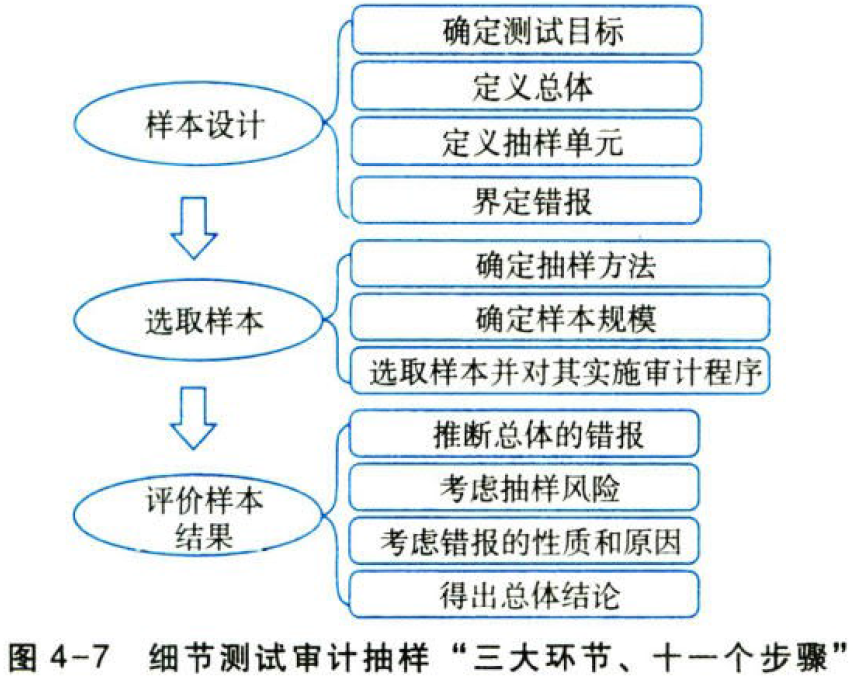 样本设计
确定测试目标
定义总体
定义抽样单元
界定错报
选取样本
确定抽样方法
确定样本规模
选取样本并对其实施审计程序
评价样本
结果
推断总体的错报
考虑抽样风险
考虑错报的性质和原因
得出总体结论
图 4-7 细节测试审计抽样“三大环节、十一个步骤”